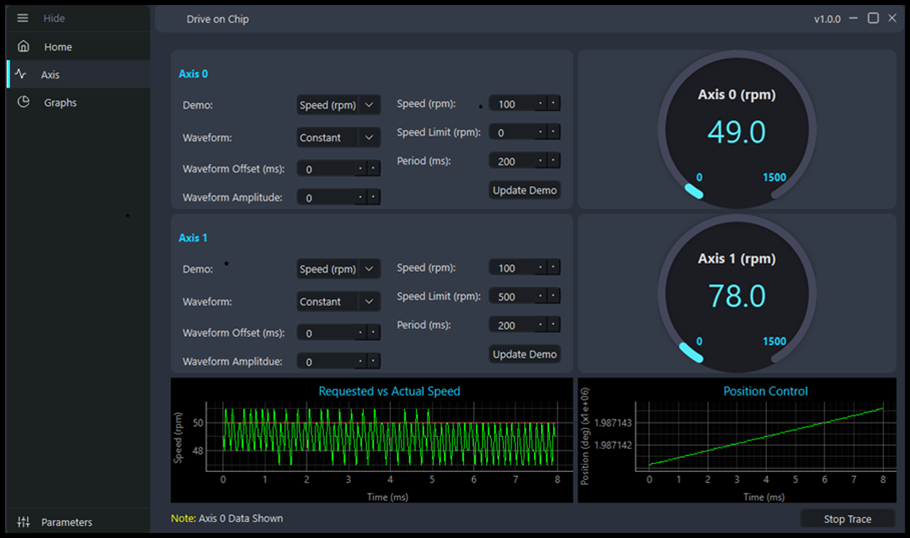 Hide
Drive on Chip
v1.0.0
Home
Axis
Graphs
Parameters
Axis 0
Demo: Speed (rpm) Speed (rpm): 100
Waveform: Constant Speed Limit (rpm): 0
Waveform Offset (ms): 0 Period (ms): 200
Waveform Amplitude: 0 Update Demo
Axis 0 (rpm)
49.0
0 1500
Axis 1
Demo: Speed (rpm) Speed (rpm): 100
Waveform: Constant Speed Limit (rpm): 500
Waveform Offset (ms): 0 Period (ms): 200
Waveform Amplitdue: 0 Update Demo
Axis 1 (rpm)
78.0
0 1500
Requested vs Actual Speed
Speed (rpm)
50
48
0 1 2 3 4 5 6 7 8
Time (ms)
Position Control
Position (deg) (x1e+06)
1.987143
1.987142
0 1 2 3 4 5 6 7 8
Time (ms)
Note: Axis 0 Data Shown
Stop Trace